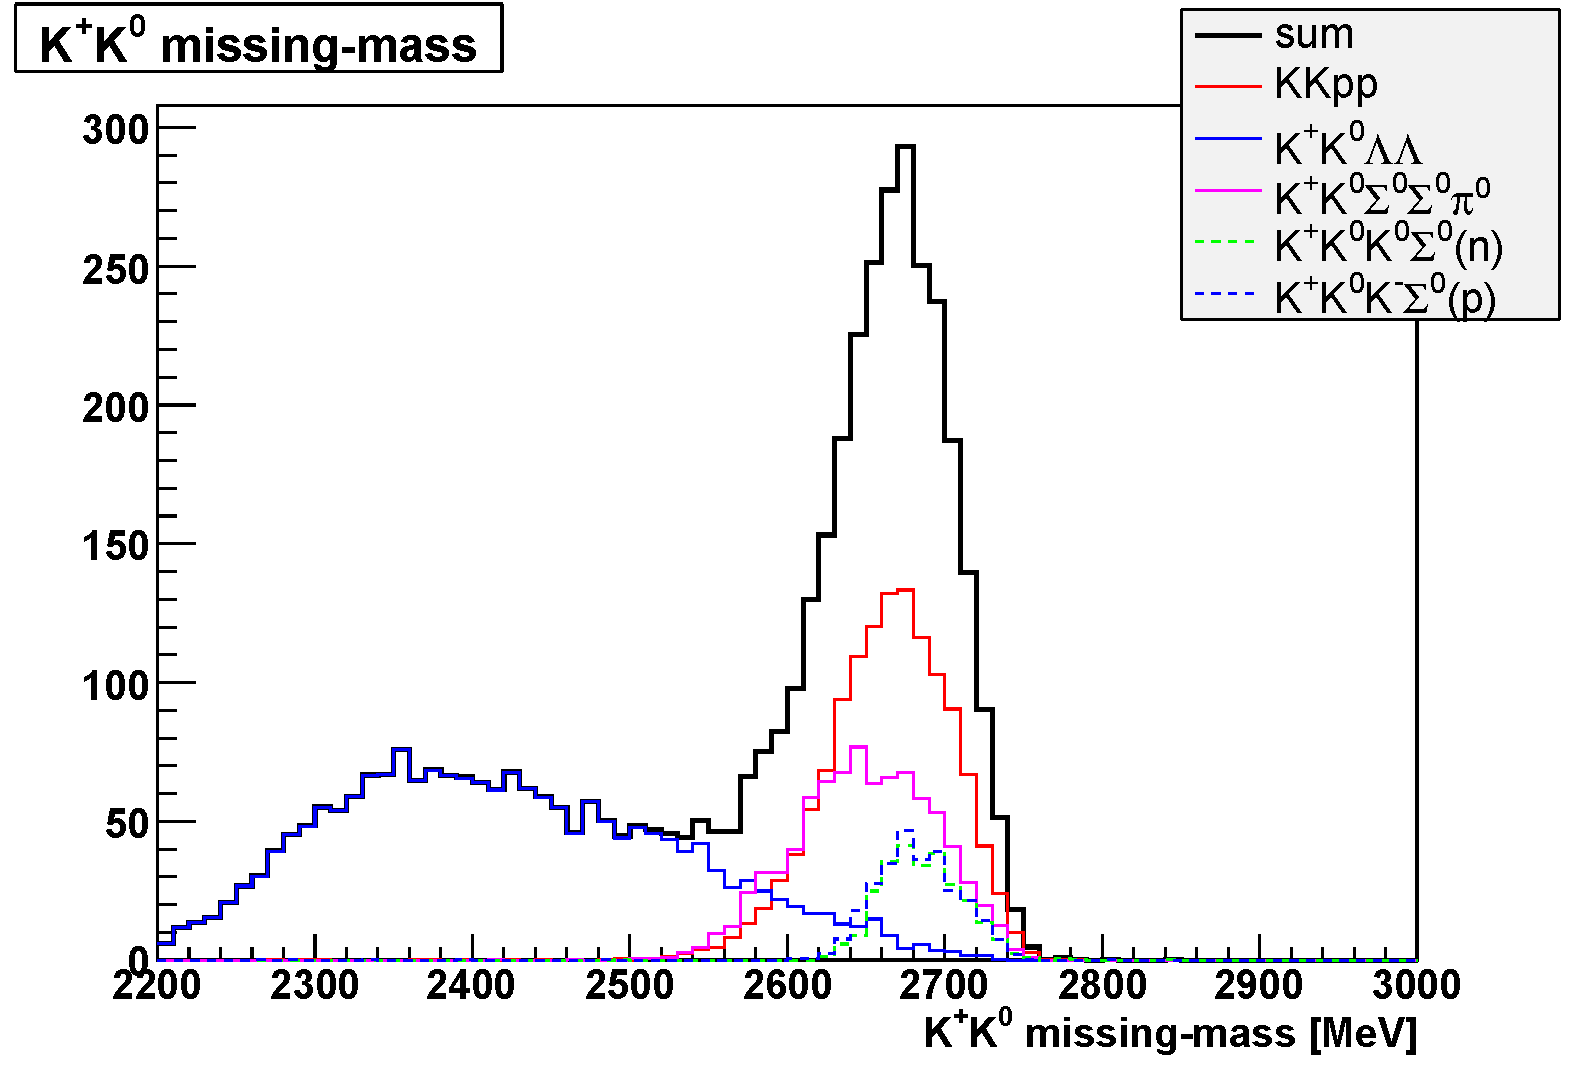 K⁺K⁰ missing-mass
sum
KKpp
K⁺K⁰ΛΛ
K⁺K⁰Σ⁰Σ⁰π⁰
K⁺K⁰K⁰Σ⁰(n)
K⁺K⁰K⁻Σ⁰(p)
300
250
200
150
100
50
0
2200 2300 2400 2500 2600 2700 2800 2900 3000
K⁺K⁰ missing-mass [MeV]